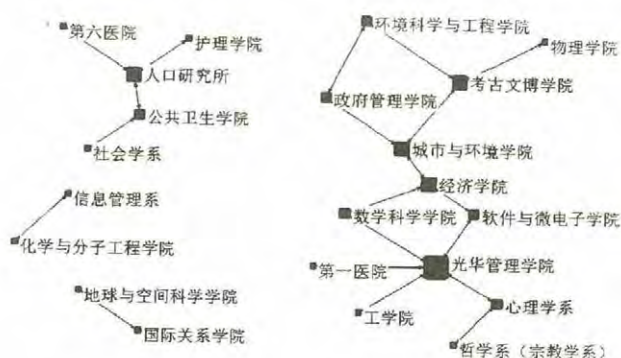 第六医院
护理学院
人口研究所
公共卫生学院
社会学系
信息管理系
化学与分子工程学院
地球与空间科学学院
国际关系学院
环境科学与工程学院
物理学院
考古文博学院
政府管理学院
城市与环境学院
经济学院
数学科学学院
软件与微电子学院
第一医院
光华管理学院
工学院
心理学系
哲学系（宗教学系）